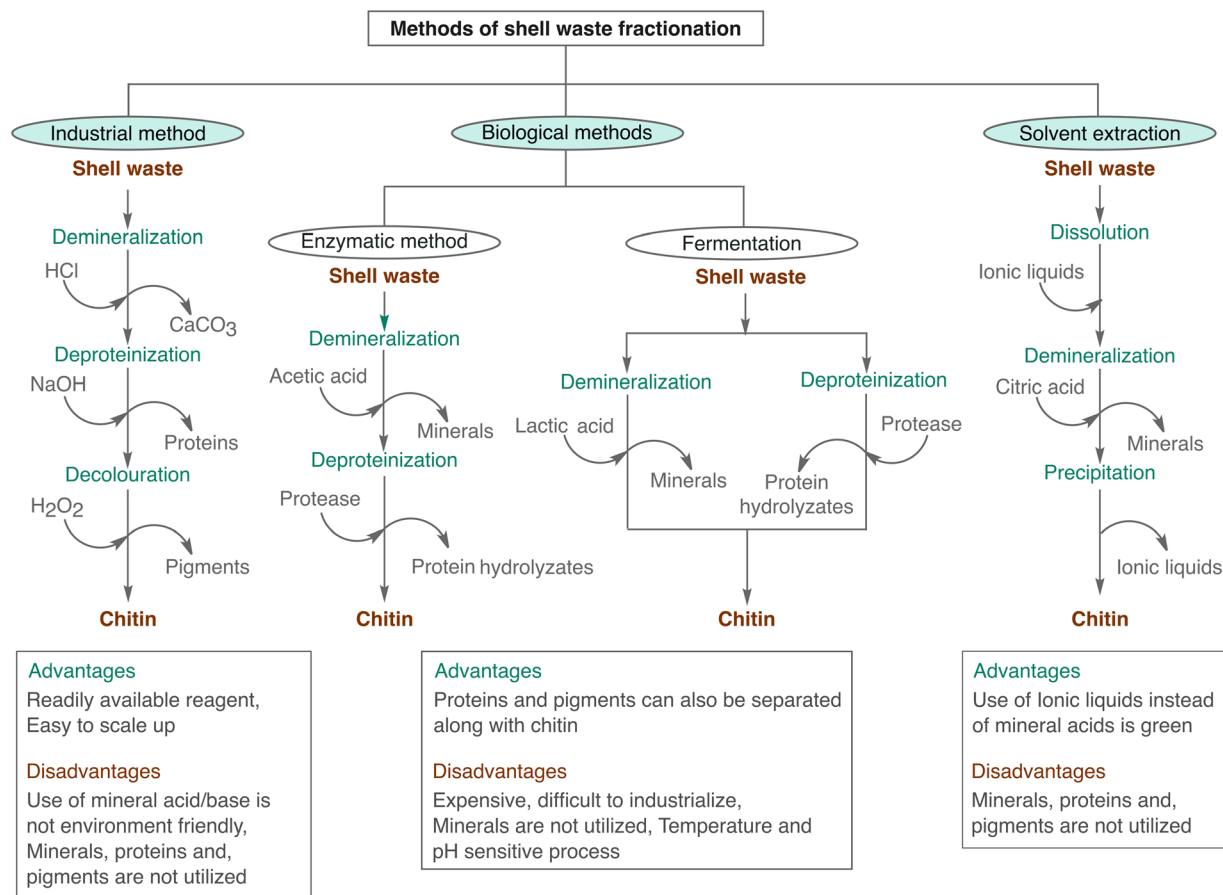 Methods of shell waste fractionation
Industrial method
Shell waste
Demineralization
HCl
CaCO3
Deproteinization
NaOH
Proteins
Decolouration
H2O2
Pigments
Chitin
Biological methods
Enzymatic method
Shell waste
Demineralization
Acetic acid
Minerals
Deproteinization
Protease
Protein hydrolyzates
Chitin
Fermentation
Shell waste
Demineralization
Lactic acid
Minerals
Deproteinization
Protease
Protein
hydrolyzates
Chitin
Solvent extraction
Shell waste
Dissolution
Ionic liquids
Demineralization
Citric acid
Minerals
Precipitation
Ionic liquids
Chitin
Advantages
Readily available reagent,
Easy to scale up
Disadvantages
Use of mineral acid/base is
not environment friendly,
Minerals, proteins and,
pigments are not utilized
Advantages
Proteins and pigments can also be separated
along with chitin
Disadvantages
Expensive, difficult to industrialize,
Minerals are not utilized, Temperature and
pH sensitive process
Advantages
Use of Ionic liquids instead
of mineral acids is green
Disadvantages
Minerals, proteins and,
pigments are not utilized